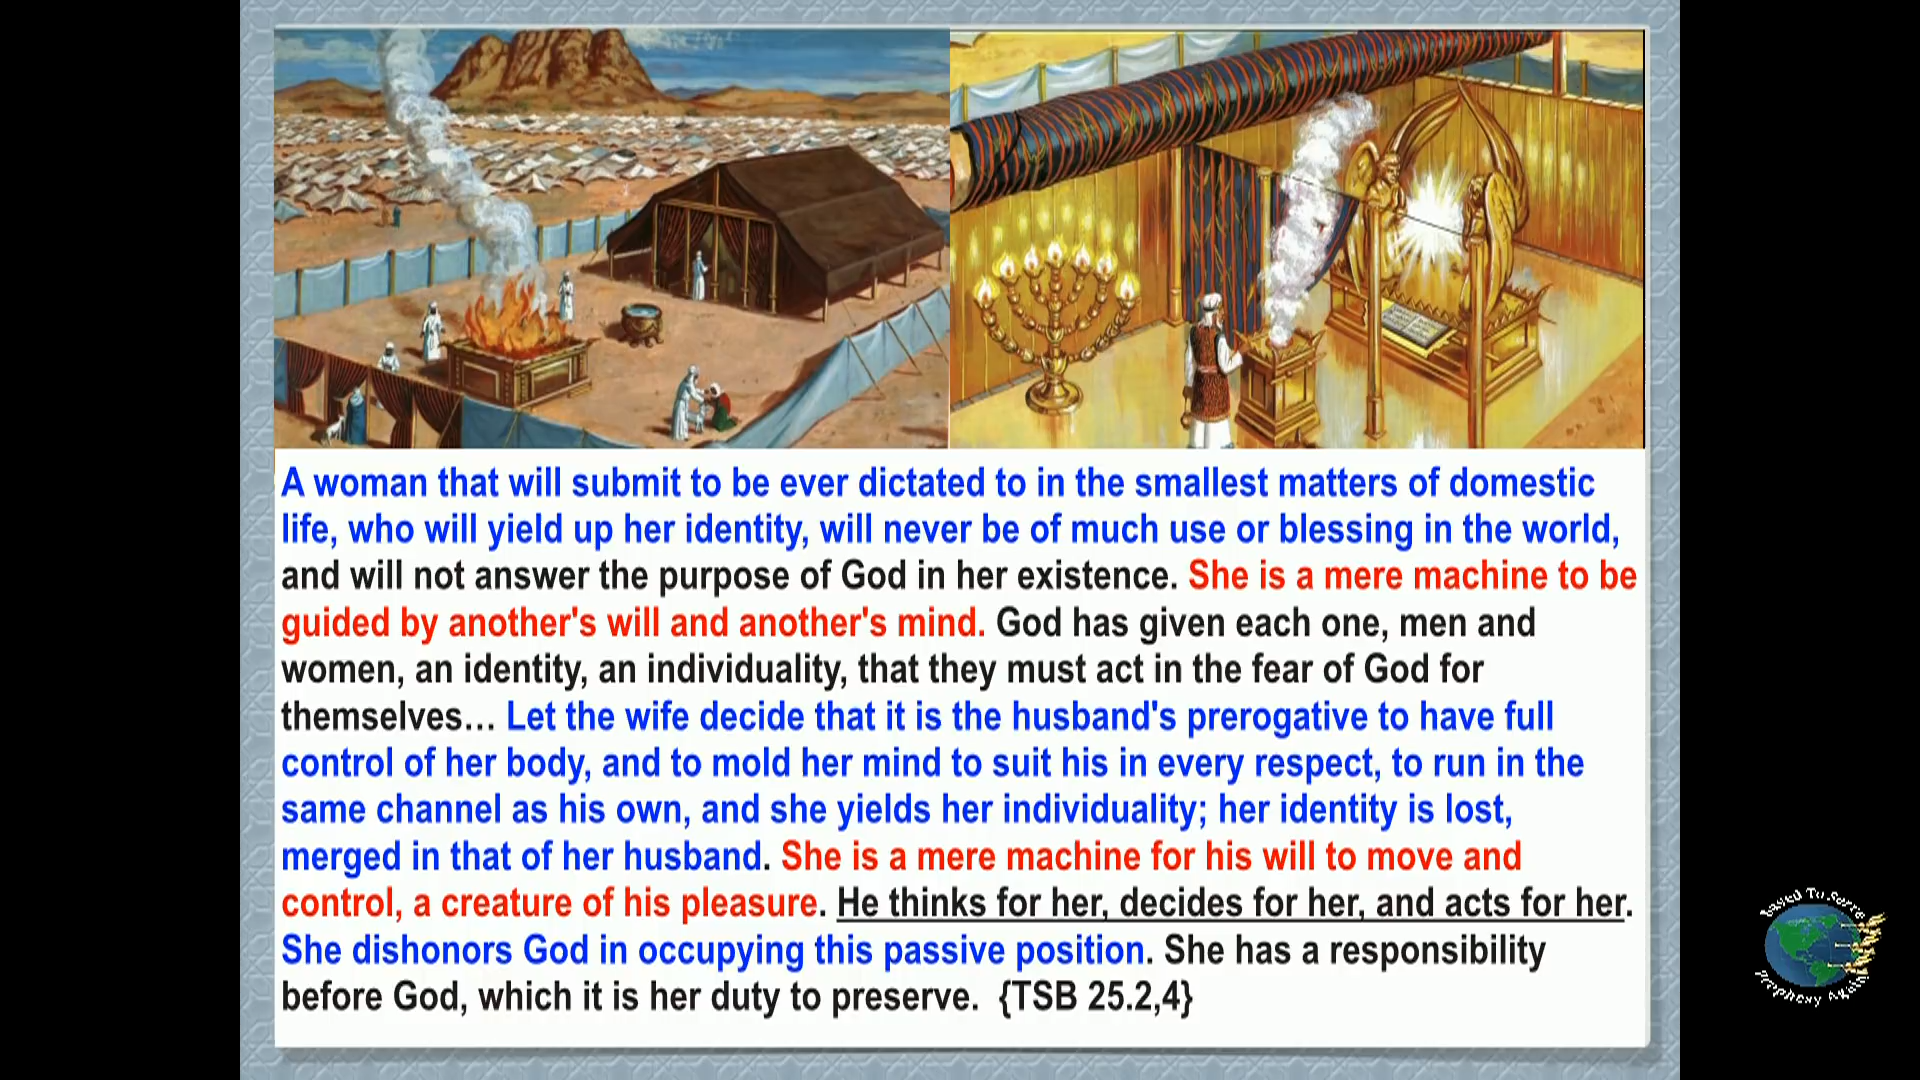 A woman that will submit to be ever dictated to in the smallest matters of domestic
life, who will yield up her identity, will never be of much use or blessing in the world,
and will not answer the purpose of God in her existence. She is a mere machine to be
guided by another's will and another's mind. God has given each one, men and
women, an identity, an individuality, that they must act in the fear of God for
themselves… Let the wife decide that it is the husband's prerogative to have full
control of her body, and to mold her mind to suit his in every respect, to run in the
same channel as his own, and she yields her individuality; her identity is lost,
merged in that of her husband. She is a mere machine for his will to move and
control, a creature of his pleasure. He thinks for her, decides for her, and acts for her.
She dishonors God in occupying this passive position. She has a responsibility
before God, which it is her duty to preserve. {TSB 25.2,4}
To Serve
Prophesy Again